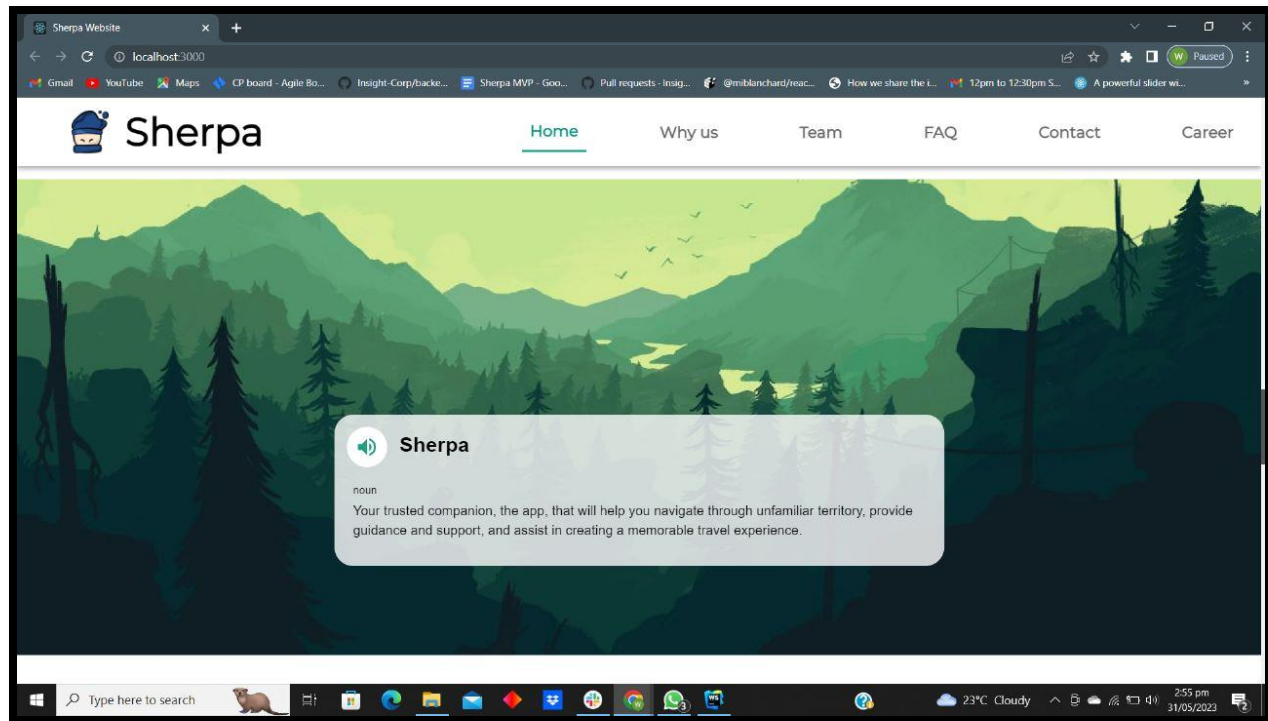 Sherpa Website
localhost:3000
Paused
Gmail YouTube Maps CP board - Agile Bo... Insight-Corp/backe... Sherpa MVP - Goo... Pull requests - Insig... @miblanchard/reac... How we share the i... 12pm to 12:30pm S... A powerful slider wi...
Sherpa Home Why us Team FAQ Contact Career
Sherpa
noun
Your trusted companion, the app, that will help you navigate through unfamiliar territory, provide
guidance and support, and assist in creating a memorable travel experience.
Type here to search
23°C Cloudy
2:55 pm
31/05/2023